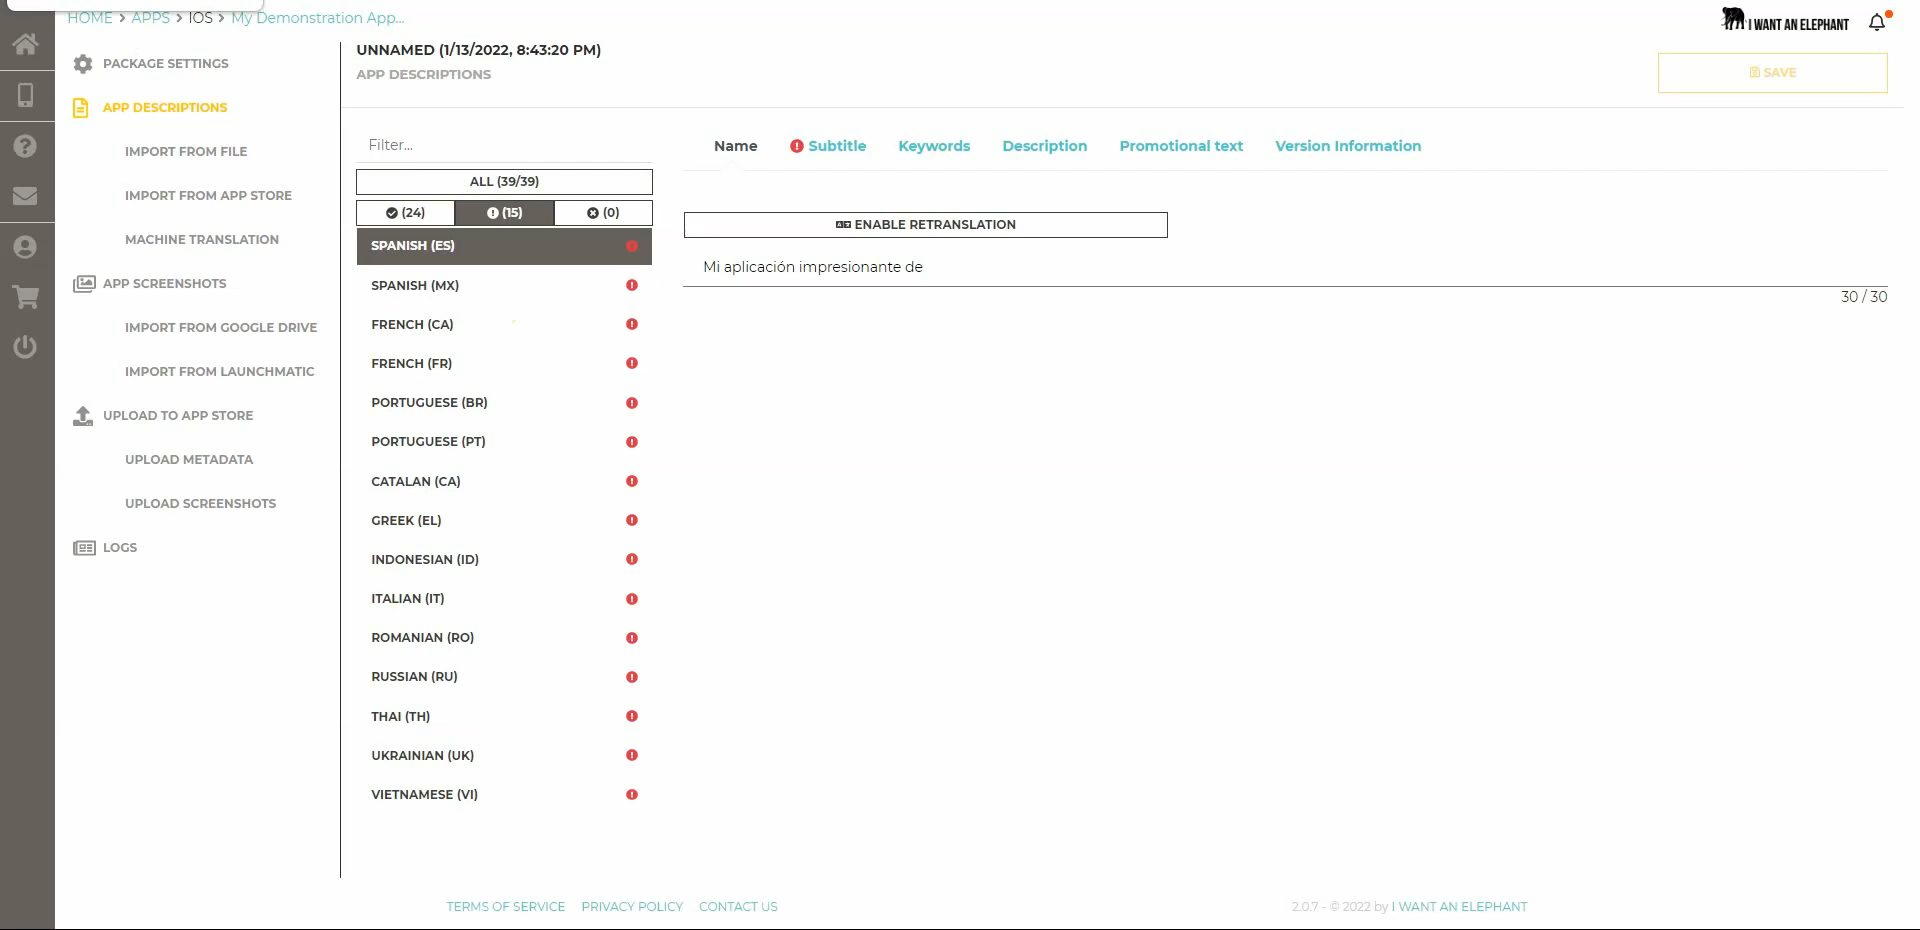 HOME > APPS > IOS > My Demonstration App...
I WANT AN ELEPHANT
PACKAGE SETTINGS
APP DESCRIPTIONS
IMPORT FROM FILE
IMPORT FROM APP STORE
MACHINE TRANSLATION
APP SCREENSHOTS
IMPORT FROM GOOGLE DRIVE
IMPORT FROM LAUNCHMATIC
UPLOAD TO APP STORE
UPLOAD METADATA
UPLOAD SCREENSHOTS
LOGS
UNNAMED (1/13/2022, 8:43:20 PM)
APP DESCRIPTIONS
SAVE
Filter...
ALL (39/39)
(24) (15) (0)
SPANISH (ES)
SPANISH (MX)
FRENCH (CA)
FRENCH (FR)
PORTUGUESE (BR)
PORTUGUESE (PT)
CATALAN (CA)
GREEK (EL)
INDONESIAN (ID)
ITALIAN (IT)
ROMANIAN (RO)
RUSSIAN (RU)
THAI (TH)
UKRAINIAN (UK)
VIETNAMESE (VI)
Name Subtitle Keywords Description Promotional text Version Information
ENABLE RETRANSLATION
Mi aplicación impresionante de
30 / 30
TERMS OF SERVICE PRIVACY POLICY CONTACT US
2.0.7 - © 2022 by I WANT AN ELEPHANT